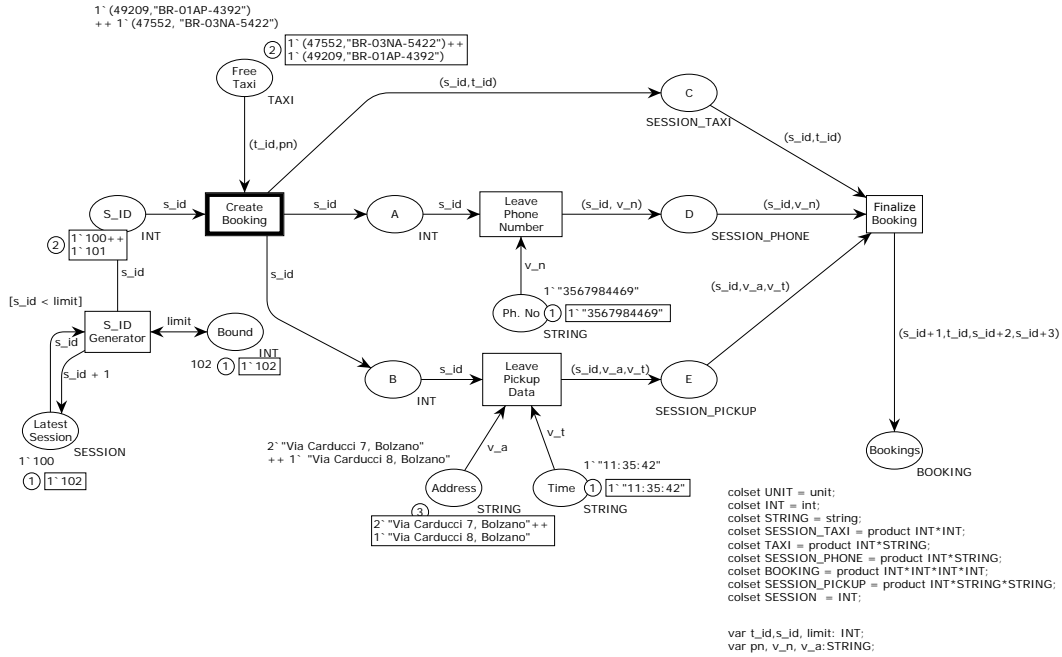 1`(49209,"BR-01AP-4392")
++ 1`(47552, "BR-03NA-5422")
2
1`(47552,"BR-03NA-5422")++
1`(49209,"BR-01AP-4392")
Free
Taxi
TAXI
(t_id,pn)
(s_id,t_id)
C
SESSION_TAXI
(s_id,t_id)
S_ID
INT
s_id
Create
Booking
s_id
A
INT
s_id
Leave
Phone
Number
(s_id, v_n)
D
SESSION_PHONE
(s_id,v_n)
Finalize
Booking
2
1`100++
1`101
s_id
s_id
v_n
1`"3567984469"
Ph. No
1
1`"3567984469"
STRING
(s_id,v_a,v_t)
[s_id < limit]
S_ID
Generator
limit
Bound
INT
102
1
1`102
s_id
s_id + 1
(s_id+1,t_id,s_id+2,s_id+3)
B
INT
s_id
Leave
Pickup
Data
(s_id,v_a,v_t)
E
SESSION_PICKUP
Latest
Session
SESSION
1`100
1
1`102
v_a
v_t
2`"Via Carducci 7, Bolzano"
++ 1` "Via Carducci 8, Bolzano"
Address
STRING
3
2`"Via Carducci 7, Bolzano"++
1`"Via Carducci 8, Bolzano"
1`"11:35:42"
Time
1
1`"11:35:42"
STRING
Bookings
BOOKING
colset UNIT = unit;
colset INT = int;
colset STRING = string;
colset SESSION_TAXI = product INT*INT;
colset TAXI = product INT*STRING;
colset SESSION_PHONE = product INT*STRING;
colset BOOKING = product INT*INT*INT*INT;
colset SESSION_PICKUP = product INT*STRING*STRING;
colset SESSION = INT;
var t_id,s_id, limit: INT;
var pn, v_n, v_a:STRING;